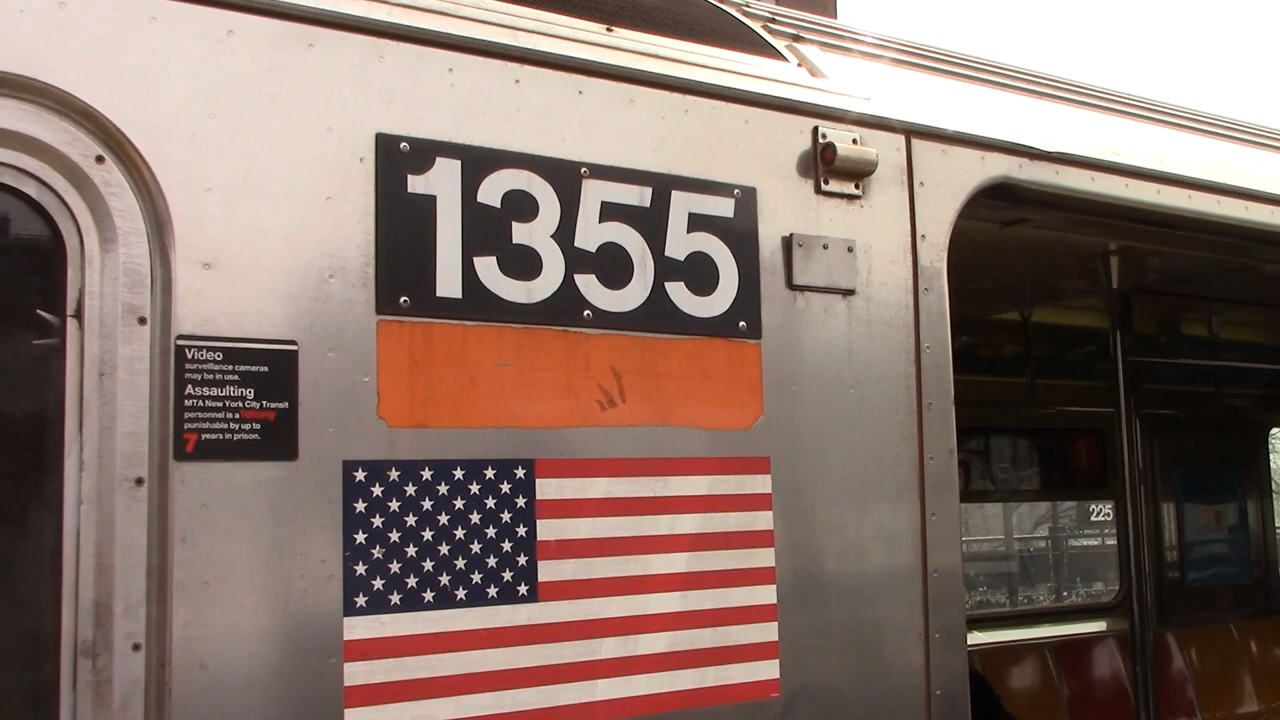 1355
Video
surveillance cameras
may be in use.
Assaulting
MTA New York City Transit
personnel is a felony
punishable by up to
7 years in prison.
225